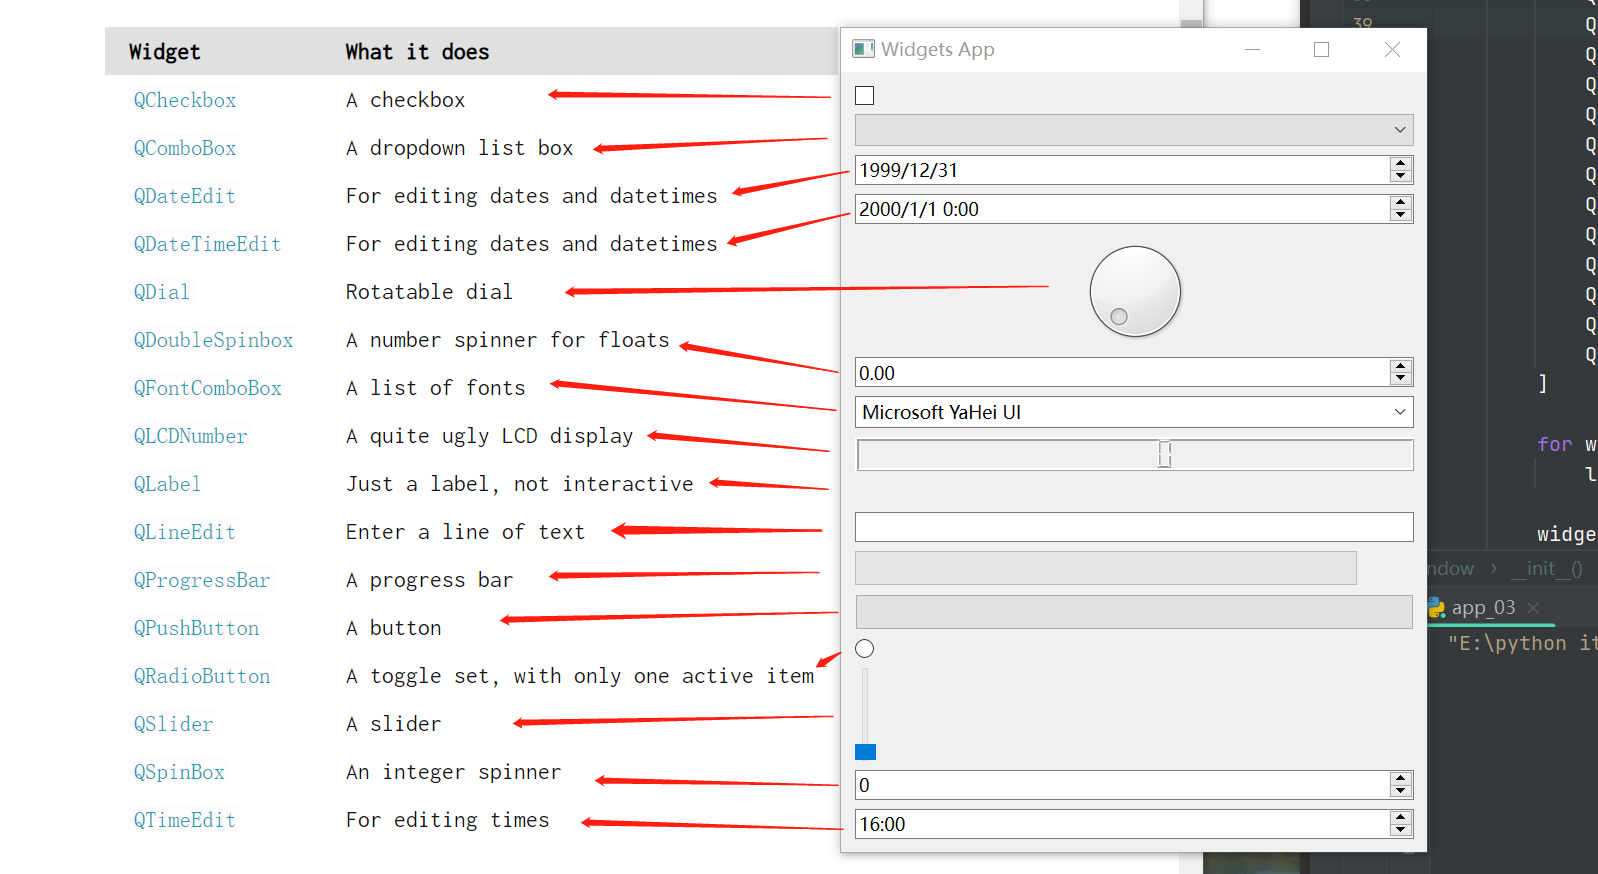 Widget What it does
QCheckbox A checkbox
QComboBox A dropdown list box
QDateEdit For editing dates and datetimes
QDateTimeEdit For editing dates and datetimes
QDial Rotatable dial
QDoubleSpinbox A number spinner for floats
QFontComboBox A list of fonts
QLCDNumber A quite ugly LCD display
QLabel Just a label, not interactive
QLineEdit Enter a line of text
QProgressBar A progress bar
QPushButton A button
QRadioButton A toggle set, with only one active item
QSlider A slider
QSpinBox An integer spinner
QTimeEdit For editing times
Widgets App
1999/12/31
2000/1/1 0:00
0.00
Microsoft YaHei UI
0
0
16:00
39
Q
Q
Q
Q
Q
Q
Q
Q
Q
Q
Q
Q
]
for w
l
widge
ndow › __init__()
app_03
"E:\python it